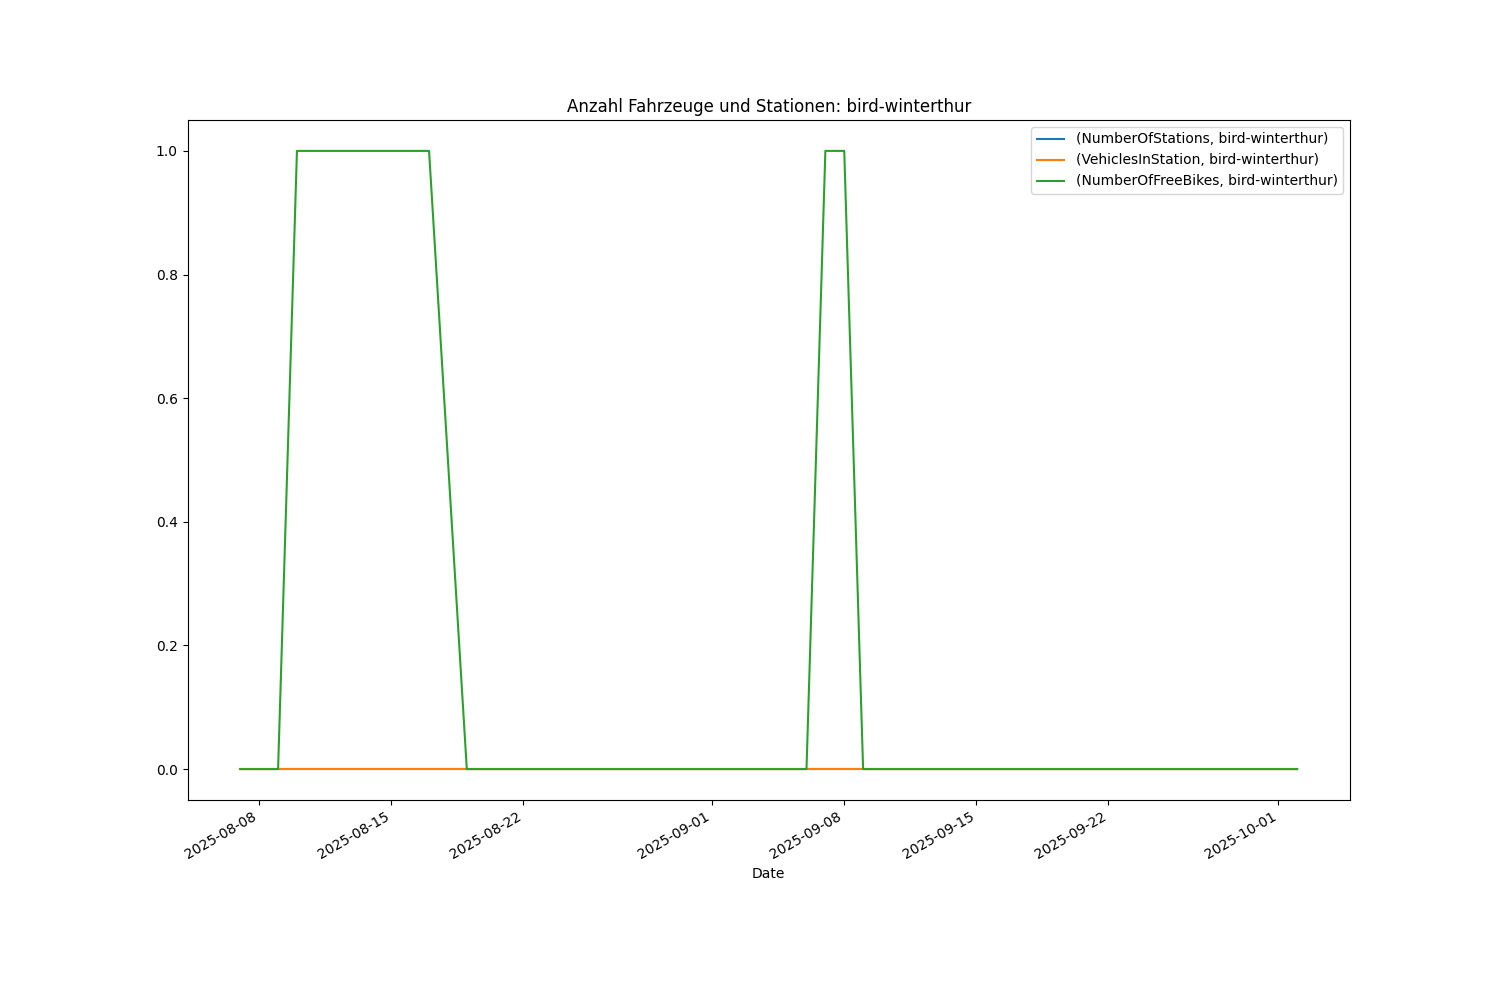 Anzahl Fahrzeuge und Stationen: bird-winterthur
(NumberOfStations, bird-winterthur)
(VehiclesInStation, bird-winterthur)
(NumberOfFreeBikes, bird-winterthur)
1.0
0.8
0.6
0.4
0.2
0.0
2025-08-08
2025-08-15
2025-08-22
2025-09-01
2025-09-08
2025-09-15
2025-09-22
2025-10-01
Date